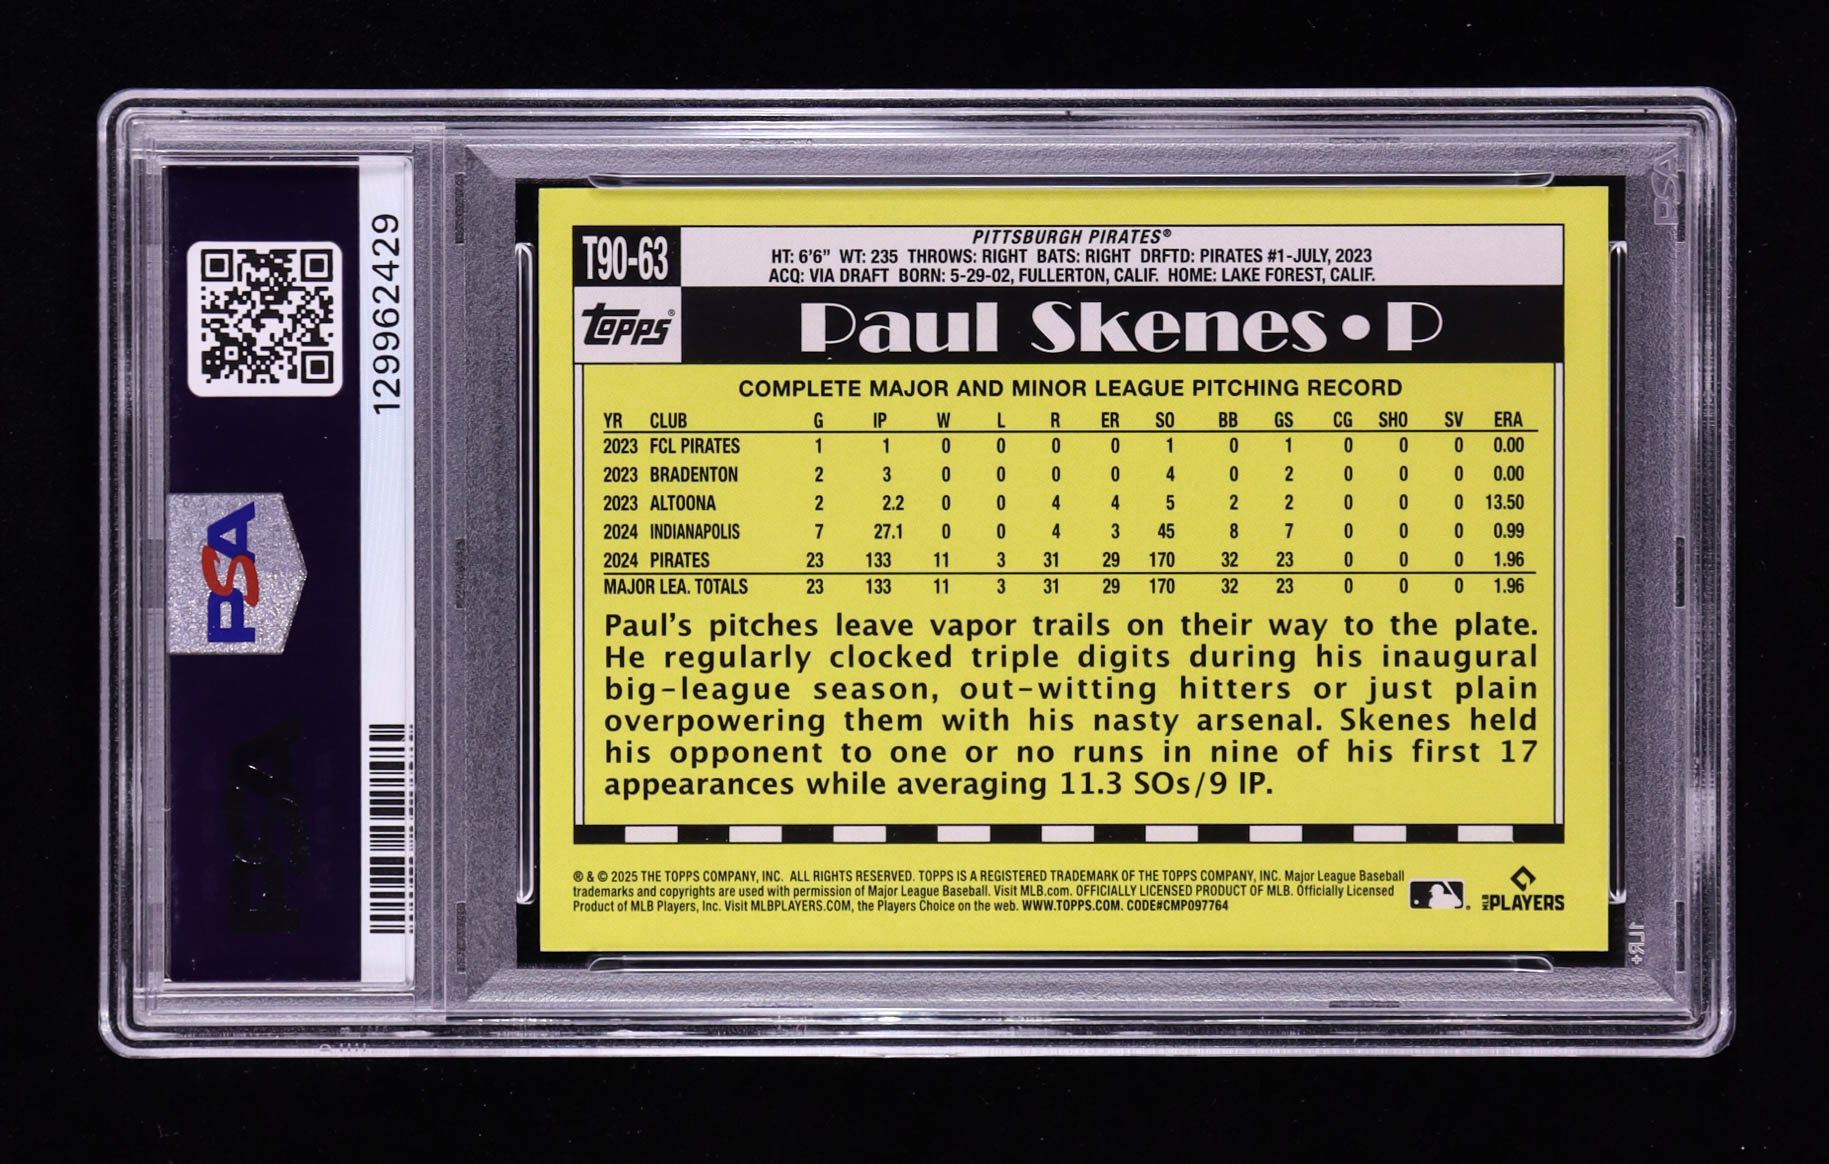 129962429
PSA
PSA
PSA
T90-63
PITTSBURGH PIRATES®
HT: 6'6" WT: 235 THROWS: RIGHT BATS: RIGHT DRFTD: PIRATES #1-JULY, 2023
ACQ: VIA DRAFT BORN: 5-29-02, FULLERTON, CALIF. HOME: LAKE FOREST, CALIF.
Topps®
Paul Skenes • P
COMPLETE MAJOR AND MINOR LEAGUE PITCHING RECORD
YR CLUB G IP W L R ER SO BB GS CG SHO SV ERA
2023 FCL PIRATES 1 1 0 0 0 0 1 0 1 0 0 0 0.00
2023 BRADENTON 2 3 0 0 0 0 4 0 2 0 0 0 0.00
2023 ALTOONA 2 2.2 0 0 4 4 5 2 2 0 0 0 13.50
2024 INDIANAPOLIS 7 27.1 0 0 4 3 45 8 7 0 0 0 0.99
2024 PIRATES 23 133 11 3 31 29 170 32 23 0 0 0 1.96
MAJOR LEA. TOTALS 23 133 11 3 31 29 170 32 23 0 0 0 1.96
Paul's pitches leave vapor trails on their way to the plate.
He regularly clocked triple digits during his inaugural
big-league season, out-witting hitters or just plain
overpowering them with his nasty arsenal. Skenes held
his opponent to one or no runs in nine of his first 17
appearances while averaging 11.3 SOs/9 IP.
® & © 2025 THE TOPPS COMPANY, INC. ALL RIGHTS RESERVED. TOPPS IS A REGISTERED TRADEMARK OF THE TOPPS COMPANY, INC. Major League Baseball
trademarks and copyrights are used with permission of Major League Baseball. Visit MLB.com. OFFICIALLY LICENSED PRODUCT OF MLB. Officially Licensed
Product of MLB Players, Inc. Visit MLBPLAYERS.COM, the Players Choice on the web. WWW.TOPPS.COM. CODE#CMP097764
MLB PLAYERS
1LR+